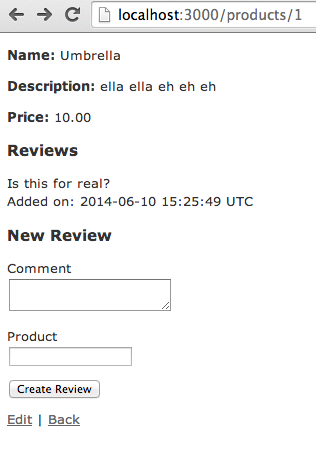 localhost:3000/products/1
Name: Umbrella
Description: ella ella eh eh eh
Price: 10.00
Reviews
Is this for real?
Added on: 2014-06-10 15:25:49 UTC
New Review
Comment
Product
Create Review
Edit | Back